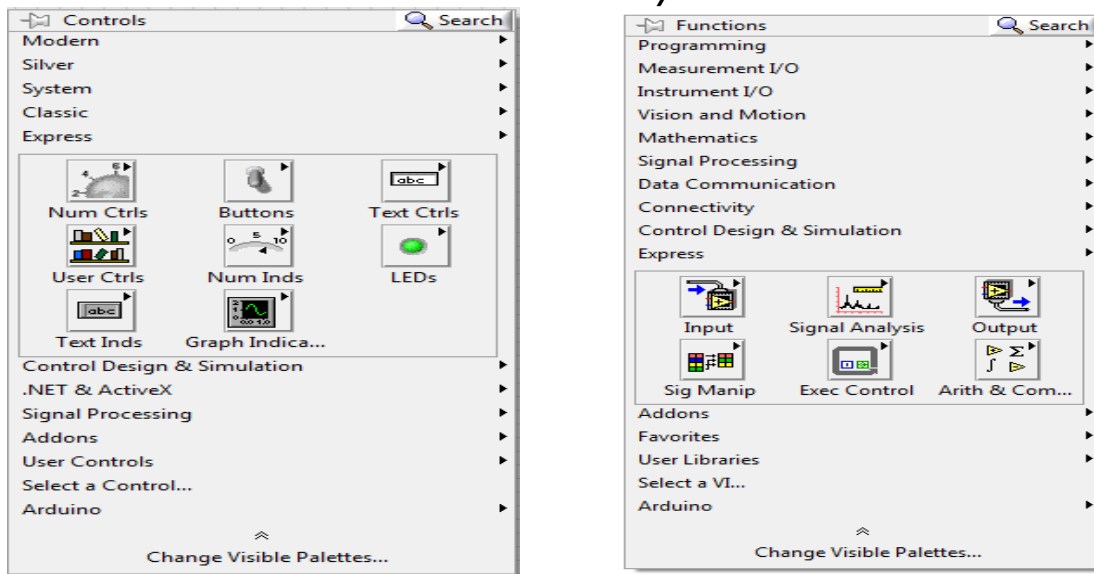 Controls Search
Modern
Silver
System
Classic
Express
Num Ctrls Buttons Text Ctrls
User Ctrls Num Inds LEDs
Text Inds Graph Indica...
Control Design & Simulation
.NET & ActiveX
Signal Processing
Addons
User Controls
Select a Control...
Arduino
Change Visible Palettes...
Functions Search
Programming
Measurement I/O
Instrument I/O
Vision and Motion
Mathematics
Signal Processing
Data Communication
Connectivity
Control Design & Simulation
Express
Input Signal Analysis Output
Sig Manip Exec Control Arith & Com...
Addons
Favorites
User Libraries
Select a VI...
Arduino
Change Visible Palettes...